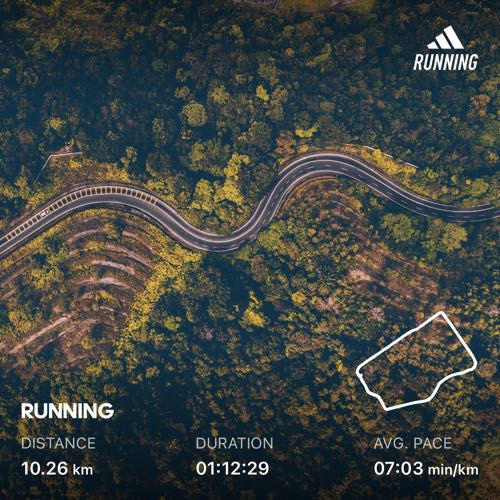 RUNNING
RUNNING
DISTANCE DURATION AVG. PACE
10.26 km 01:12:29 07:03 min/km